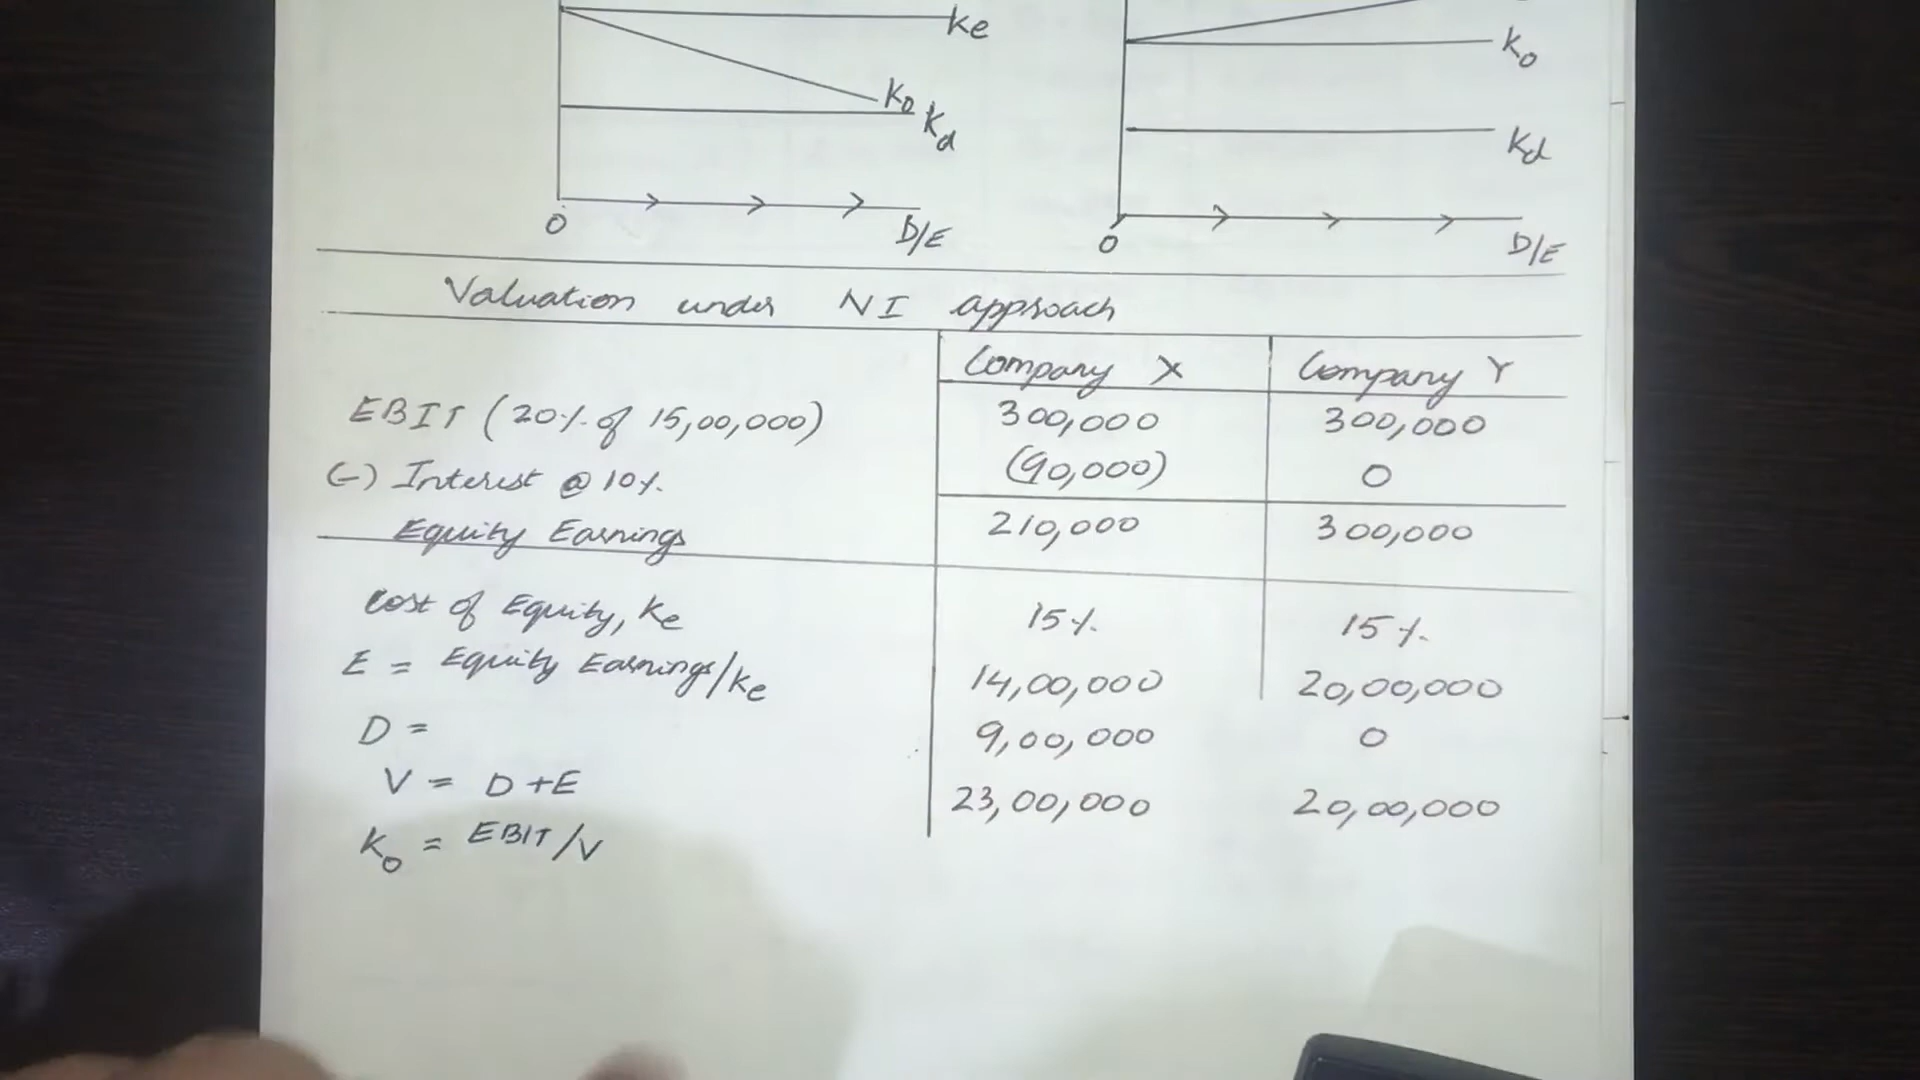 ke
ko
kd
0
D/E
ko
kd
0
D/E
Valuation under NI approach
Company X Company Y
EBIT (20% of 15,00,000) 300,000 300,000
(-) Interest @ 10% (90,000) 0
Equity Earnings 210,000 300,000
Cost of Equity, ke 15% 15%
E = Equity Earnings/ke 14,00,000 20,00,000
D = 9,00,000 0
V = D+E 23,00,000 20,00,000
ko = EBIT/V